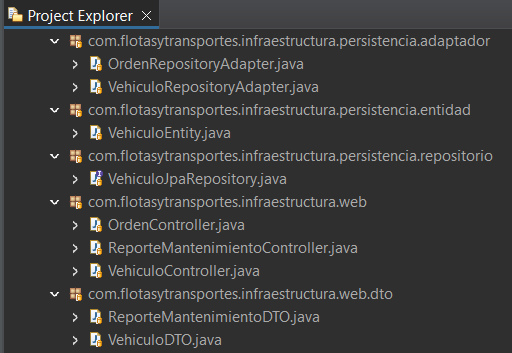 Project Explorer
com.flotasytransportes.infraestructura.persistencia.adaptador
OrdenRepositoryAdapter.java
VehiculoRepositoryAdapter.java
com.flotasytransportes.infraestructura.persistencia.entidad
VehiculoEntity.java
com.flotasytransportes.infraestructura.persistencia.repositorio
VehiculoJpaRepository.java
com.flotasytransportes.infraestructura.web
OrdenController.java
ReporteMantenimientoController.java
VehiculoController.java
com.flotasytransportes.infraestructura.web.dto
ReporteMantenimientoDTO.java
VehiculoDTO.java